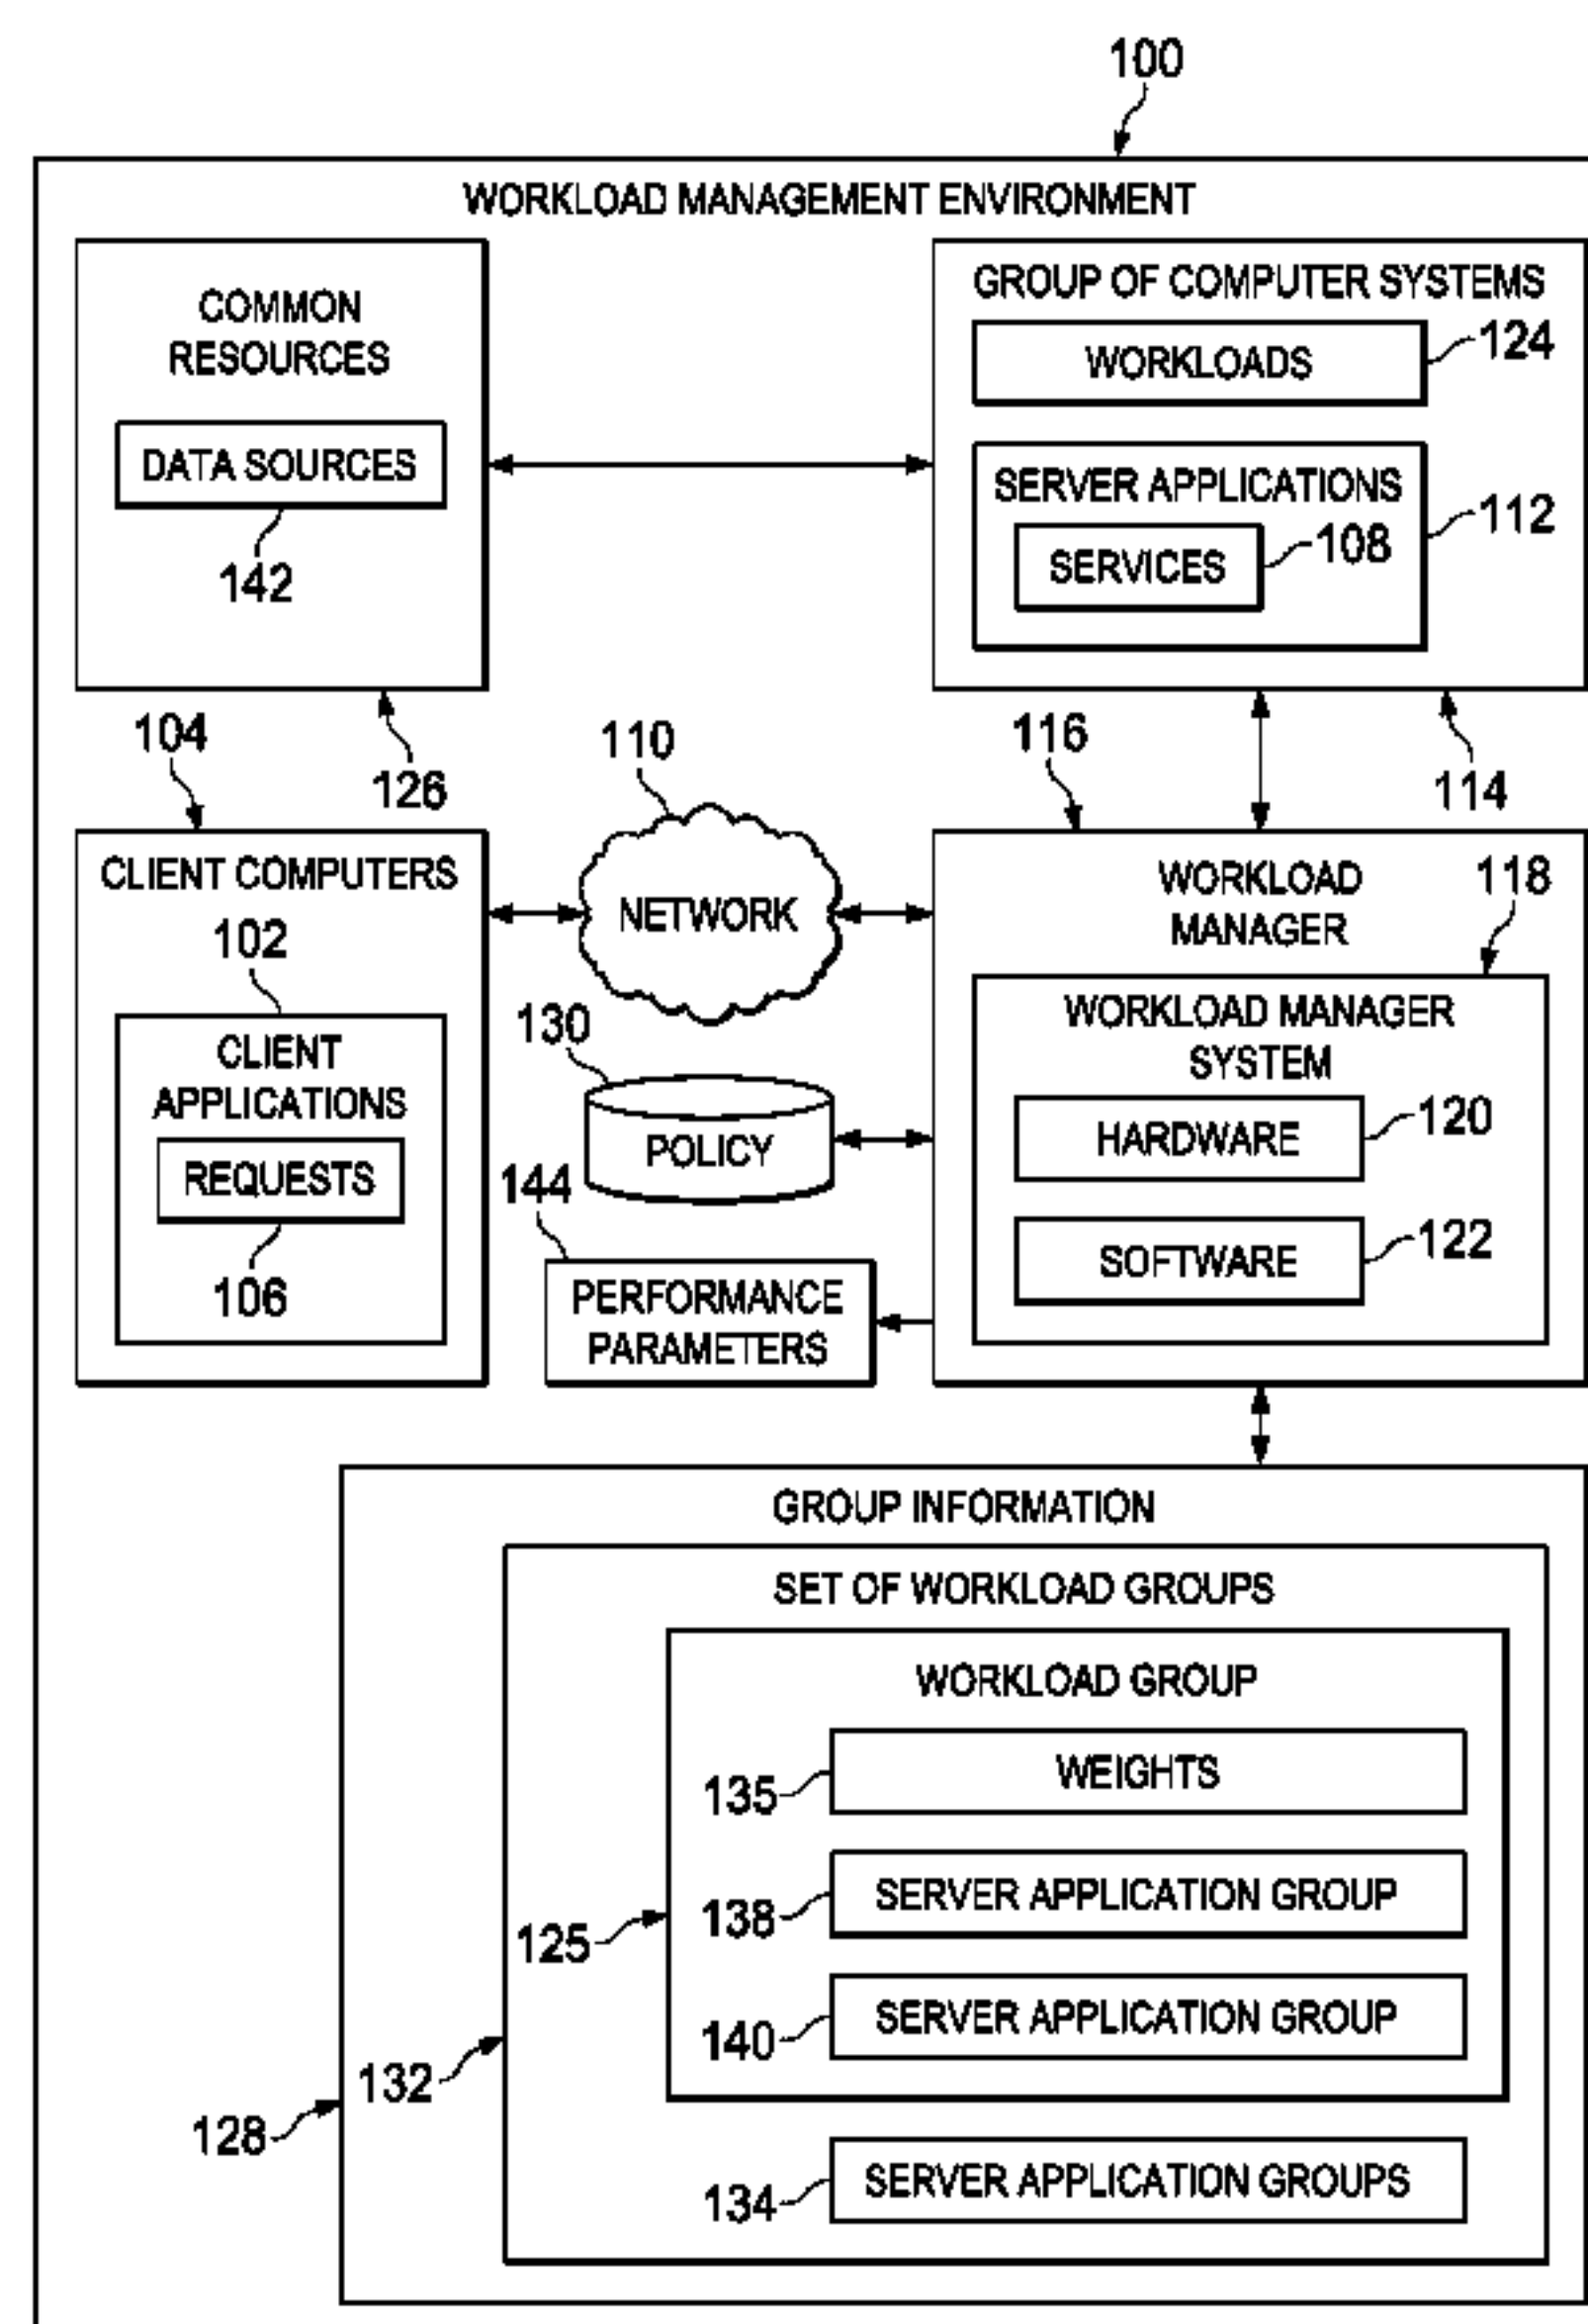 100
WORKLOAD MANAGEMENT ENVIRONMENT
COMMON
RESOURCES
DATA SOURCES
142
126
GROUP OF COMPUTER SYSTEMS
WORKLOADS
124
SERVER APPLICATIONS
112
SERVICES
108
114
104
CLIENT COMPUTERS
102
CLIENT
APPLICATIONS
REQUESTS
106
110
NETWORK
130
POLICY
144
PERFORMANCE
PARAMETERS
116
WORKLOAD
MANAGER
118
WORKLOAD MANAGER
SYSTEM
HARDWARE
120
SOFTWARE
122
GROUP INFORMATION
SET OF WORKLOAD GROUPS
WORKLOAD GROUP
135
WEIGHTS
138
SERVER APPLICATION GROUP
125
140
SERVER APPLICATION GROUP
132
128
134
SERVER APPLICATION GROUPS